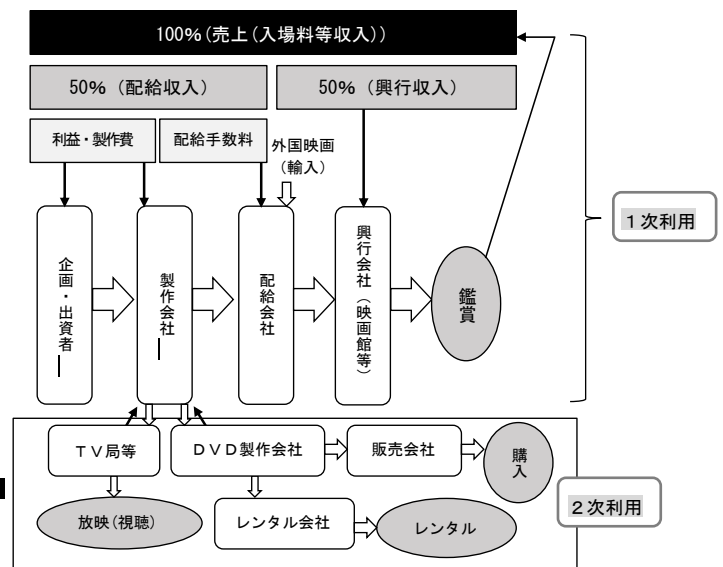 100%(売上(入場料等収入))
50% (配給収入)
50% (興行収入)
利益・製作費
配給手数料
外国映画
(輸入)
企画・出資者
製作会社
配給会社
興行会社(映画館等)
鑑賞
1次利用
TV局等
DVD製作会社
販売会社
購入
放映(視聴)
レンタル会社
レンタル
2次利用